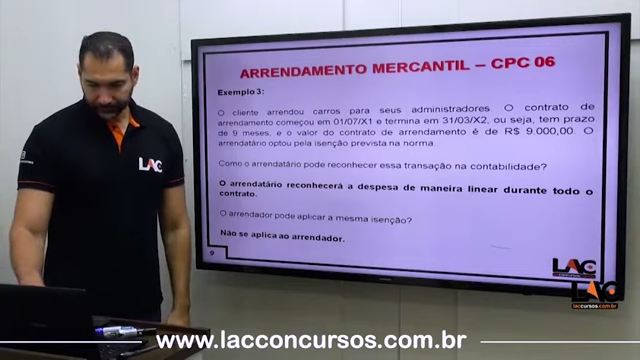 ARRENDAMENTO MERCANTIL – CPC 06
Exemplo 3:
O cliente arrendou carros para seus administradores. O contrato de
arrendamento começou em 01/07/X1 e termina em 31/03/X2, ou seja, tem prazo
de 9 meses, e o valor do contrato de arrendamento é de R$ 9.000,00. O
arrendatário optou pela isenção prevista na norma.
Como o arrendatário pode reconhecer essa transação na contabilidade?
O arrendatário reconhecerá a despesa de maneira linear durante todo o
contrato.
O arrendador pode aplicar a mesma isenção?
Não se aplica ao arrendador.
9
LAC
LAC
LAC
laccursos.com.br
www.lacconcursos.com.br